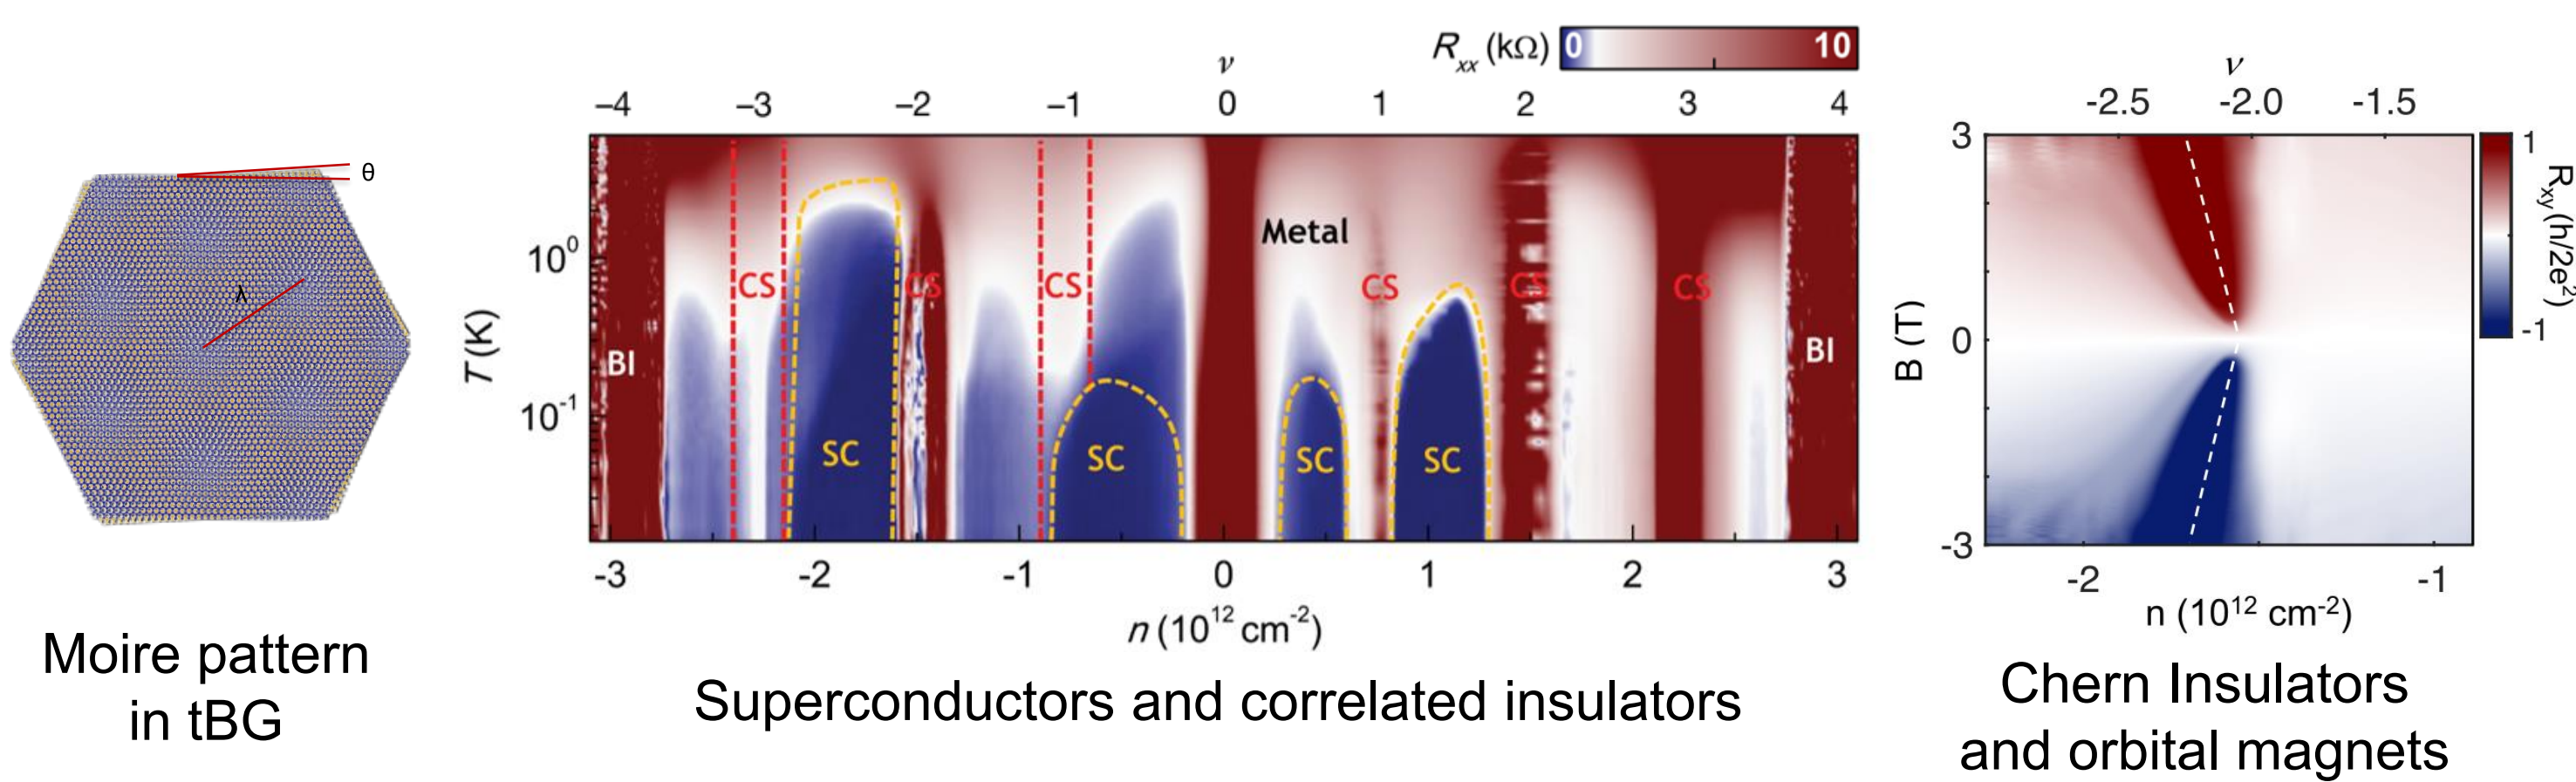 θ
λ
Moire pattern
in tBG
R_xx (kΩ) 0 10
ν
–4 –3 –2 –1 0 1 2 3 4
T (K)
10^0
10^-1
BI
CS
SC
CS
CS
SC
Metal
SC
CS
SC
CS
CS
BI
-3 -2 -1 0 1 2 3
n (10^12 cm^-2)
Superconductors and correlated insulators
ν
-2.5 -2.0 -1.5
B (T)
3
0
-3
1
-1
R_xy (h/2e^2)
-2 -1
n (10^12 cm^-2)
Chern Insulators
and orbital magnets